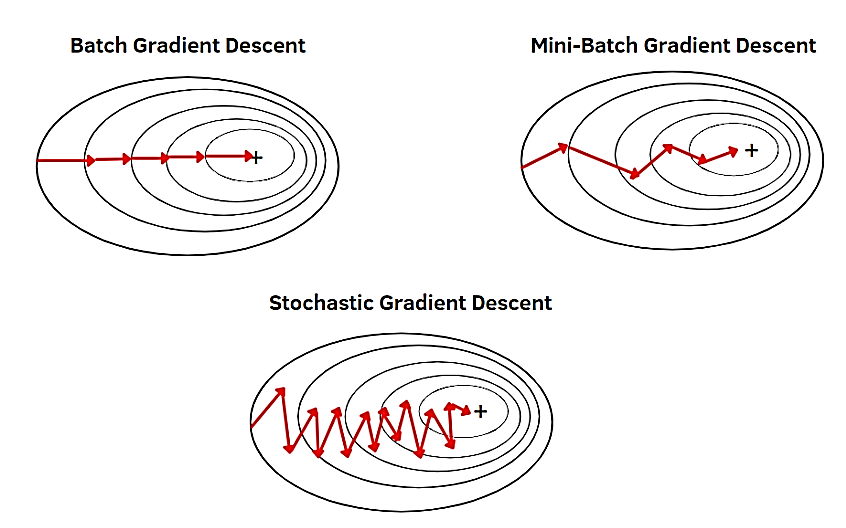 Batch Gradient Descent
Mini-Batch Gradient Descent
Stochastic Gradient Descent